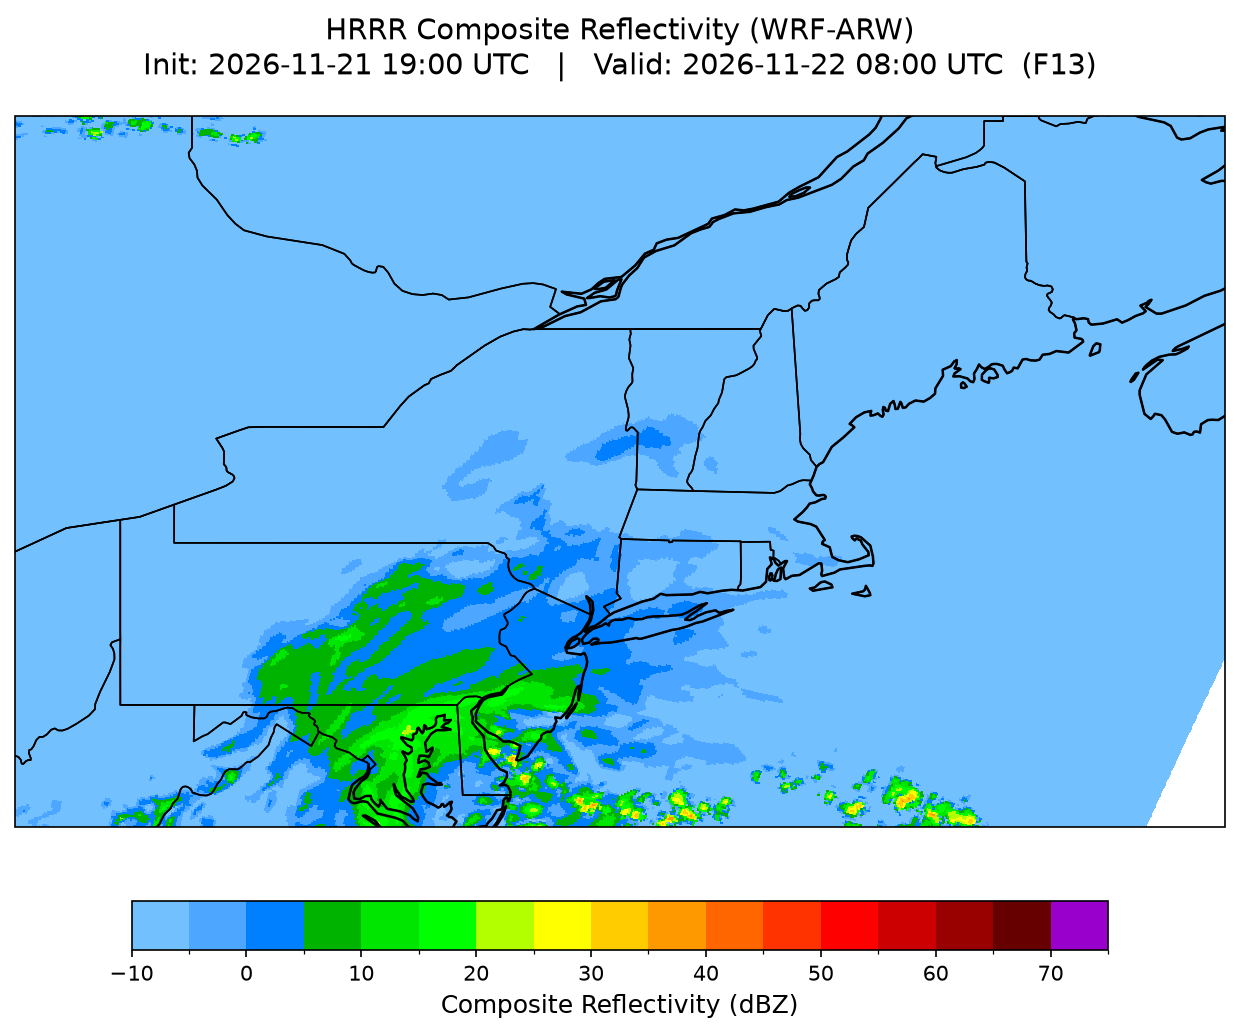 HRRR Composite Reflectivity (WRF-ARW)
Init: 2026-11-21 19:00 UTC | Valid: 2026-11-22 08:00 UTC (F13)
−10 0 10 20 30 40 50 60 70
Composite Reflectivity (dBZ)